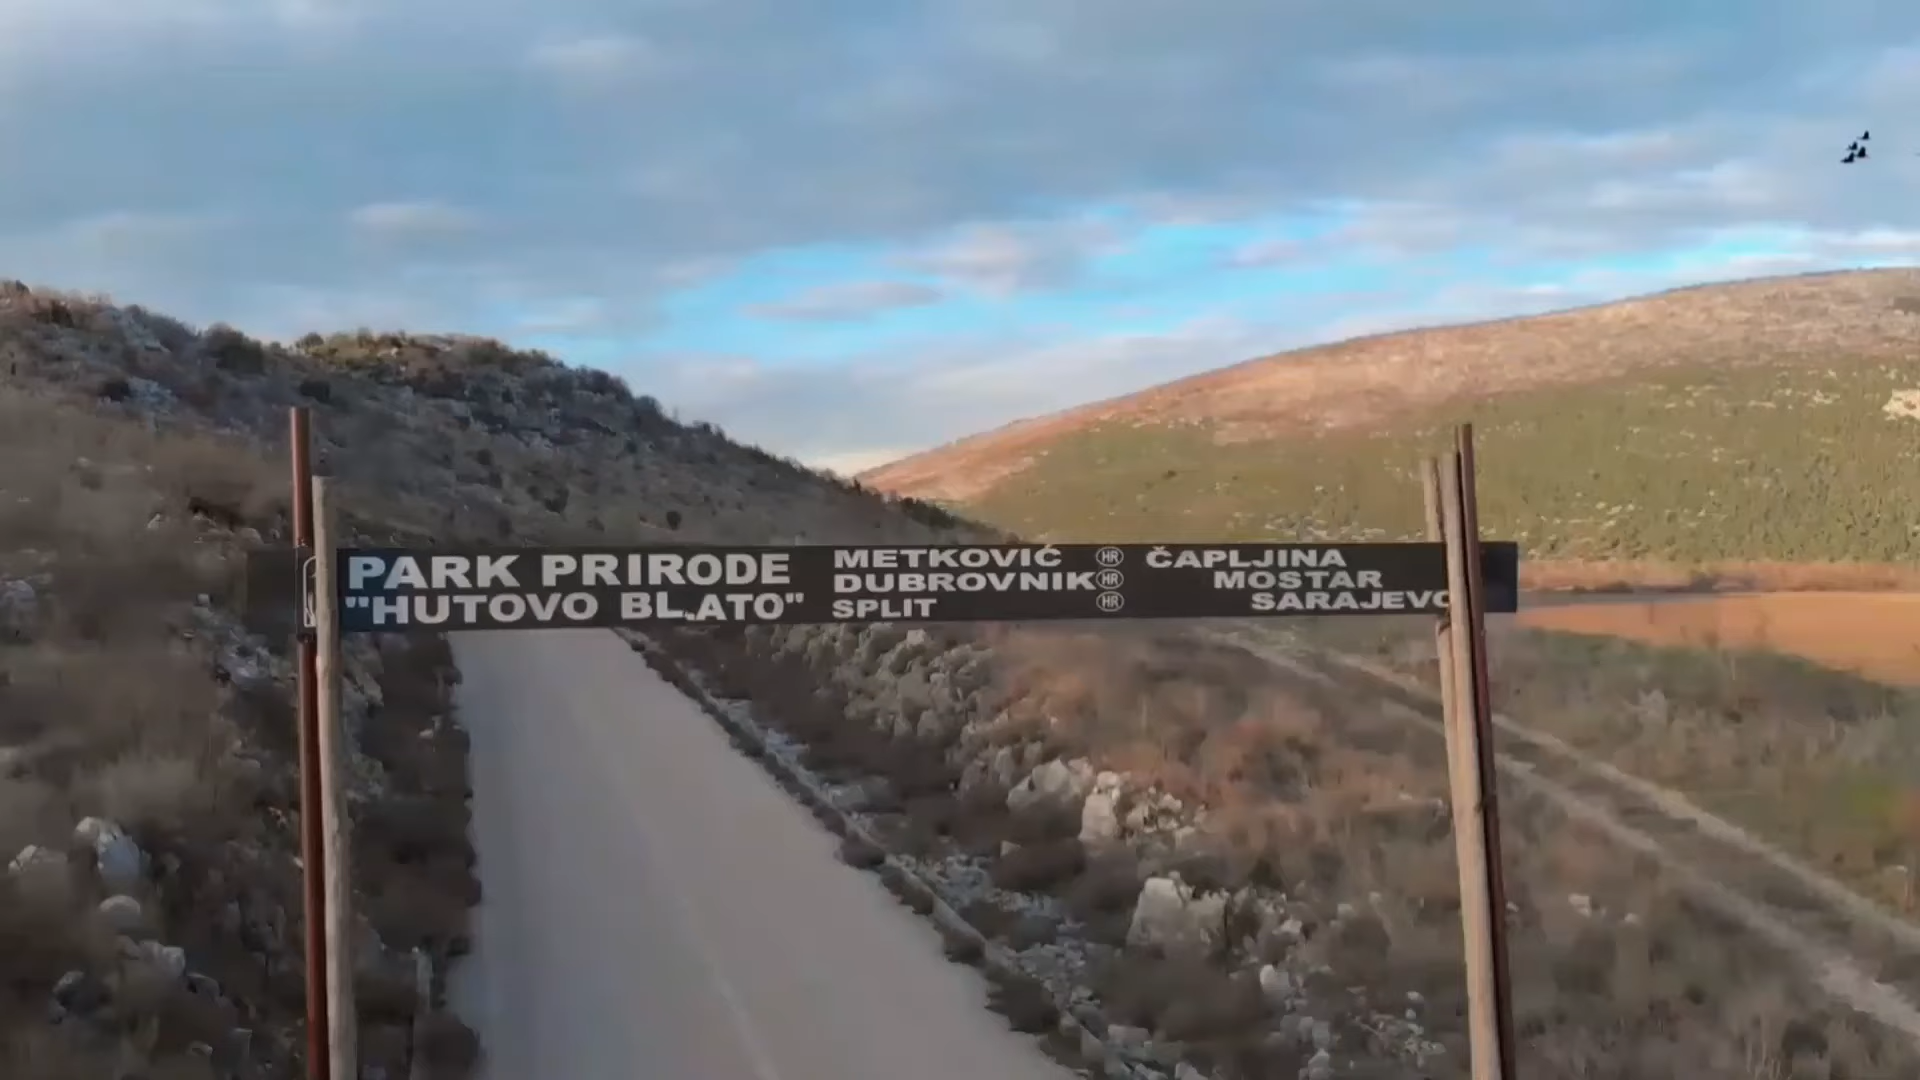 PARK PRIRODE
"HUTOVO BLATO"
METKOVIĆ HR
DUBROVNIK HR
SPLIT HR
ČAPLJINA
MOSTAR
SARAJEVO